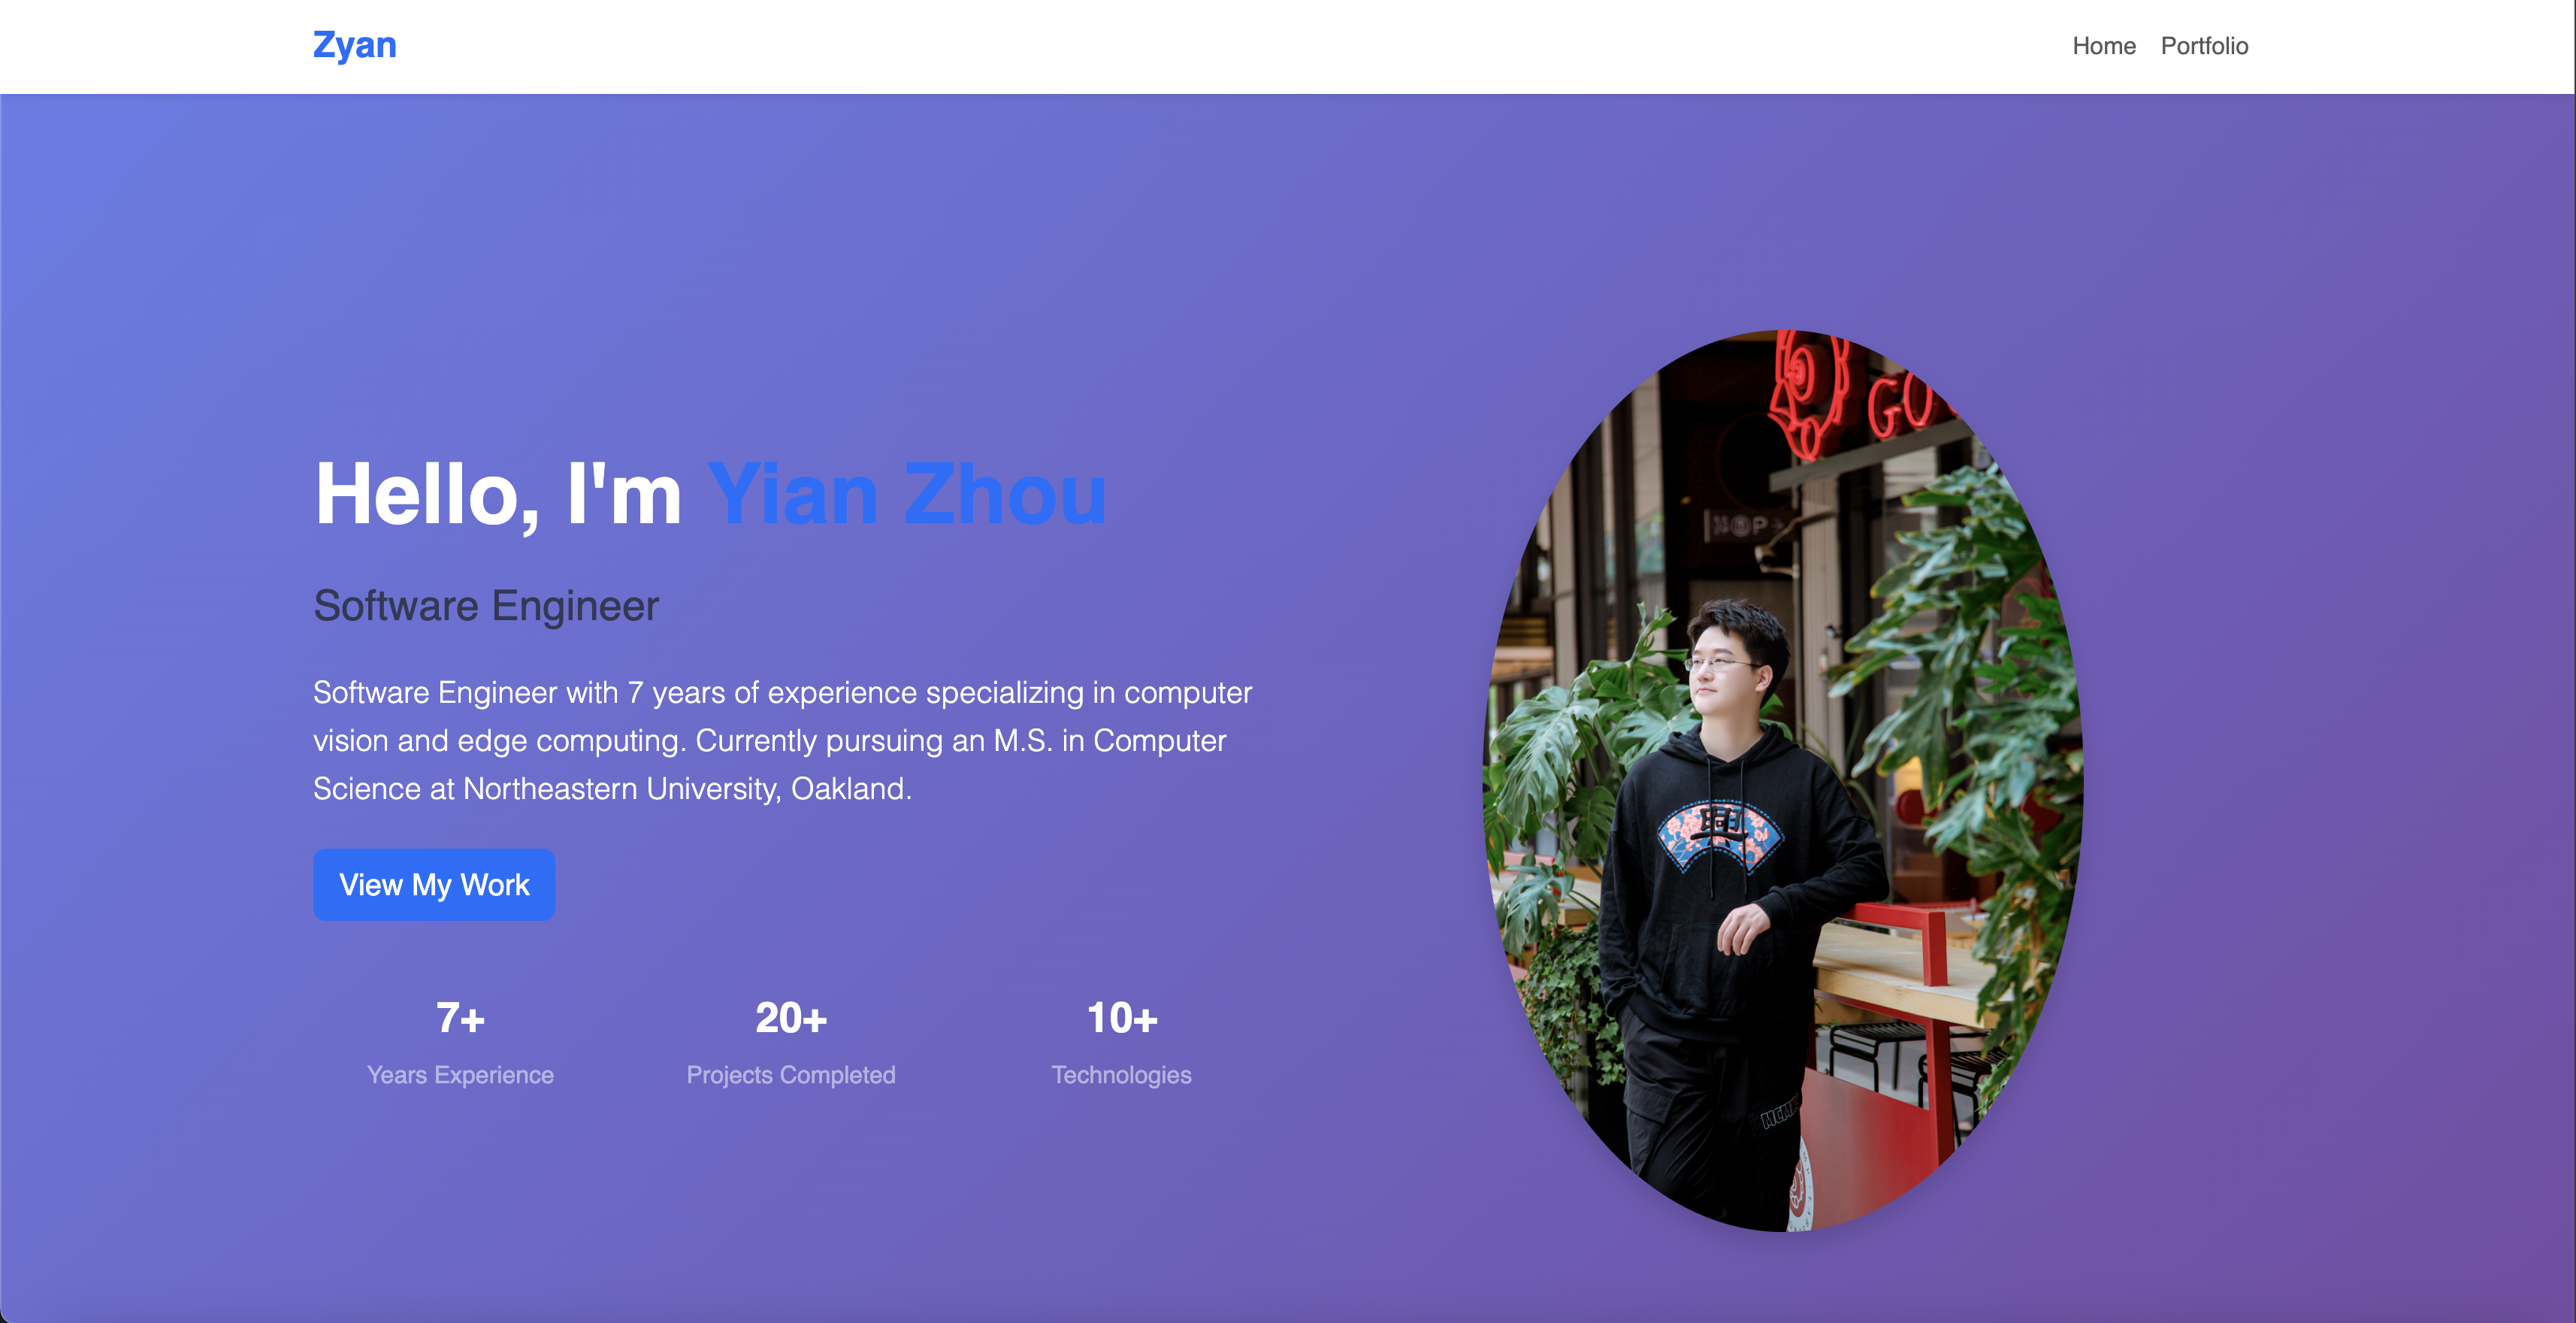 Zyan
Home Portfolio
Hello, I'm Yian Zhou
Software Engineer
Software Engineer with 7 years of experience specializing in computer
vision and edge computing. Currently pursuing an M.S. in Computer
Science at Northeastern University, Oakland.
View My Work
7+ 20+ 10+
Years Experience Projects Completed Technologies
GO